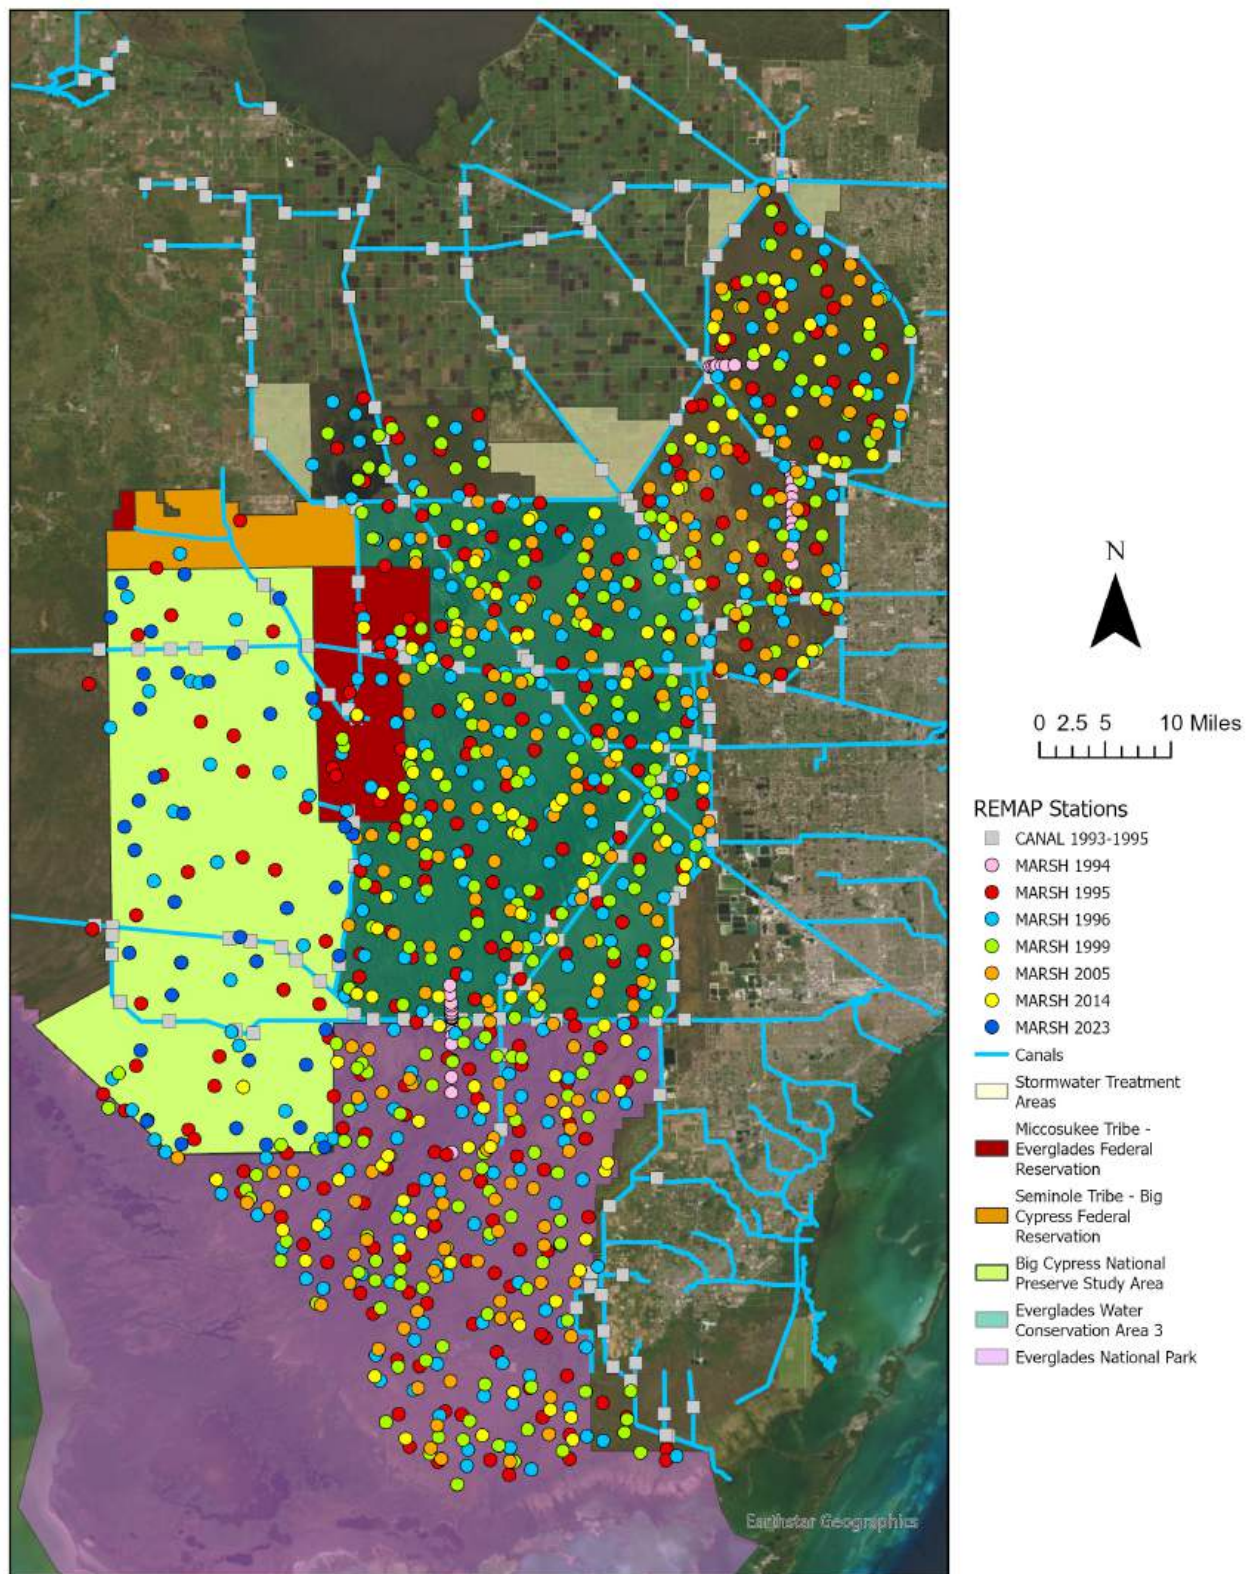 N
0 2.5 5 10 Miles
REMAP Stations
CANAL 1993-1995
MARSH 1994
MARSH 1995
MARSH 1996
MARSH 1999
MARSH 2005
MARSH 2014
MARSH 2023
Canals
Stormwater Treatment
Areas
Miccosukee Tribe -
Everglades Federal
Reservation
Seminole Tribe - Big
Cypress Federal
Reservation
Big Cypress National
Preserve Study Area
Everglades Water
Conservation Area 3
Everglades National Park
Earthstar Geographics